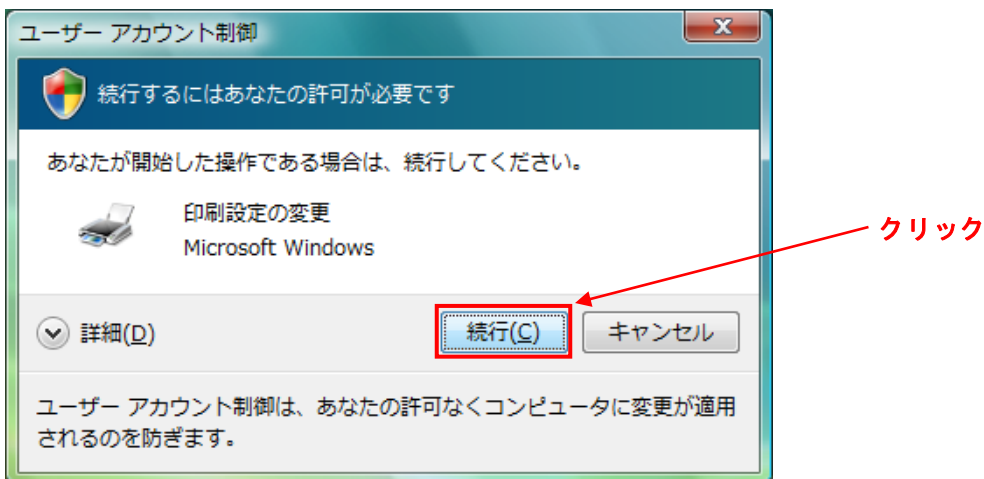 ユーザー アカウント制御
続行するにはあなたの許可が必要です
あなたが開始した操作である場合は、続行してください。
印刷設定の変更
Microsoft Windows
クリック
詳細(D)
続行(C)
キャンセル
ユーザー アカウント制御は、あなたの許可なくコンピュータに変更が適用
されるのを防ぎます。